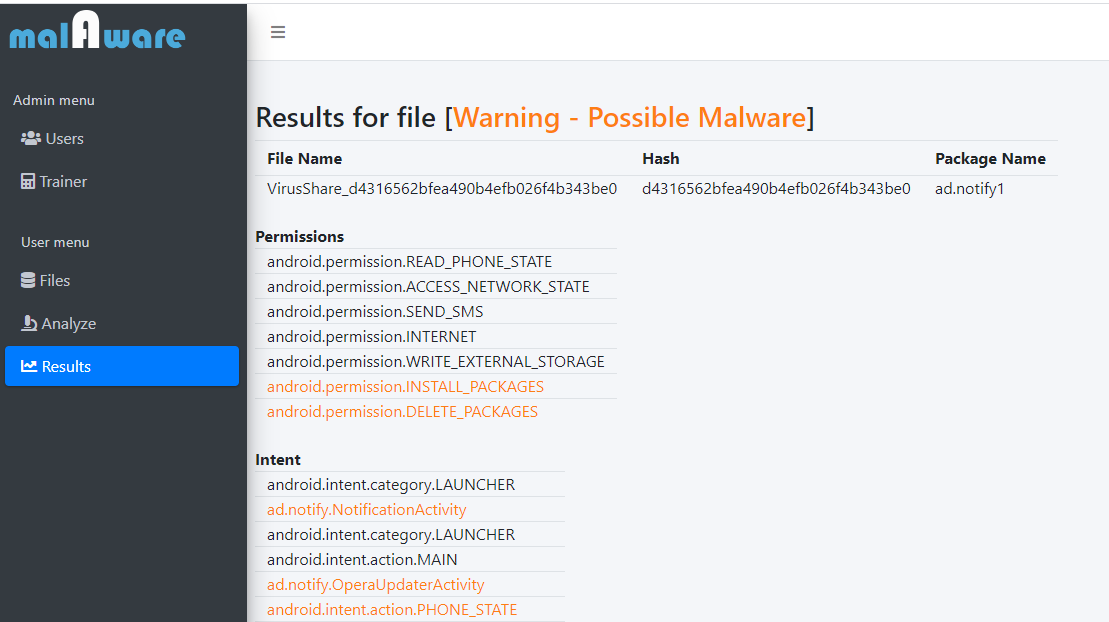 malAware
Admin menu
Users
Trainer
User menu
Files
Analyze
Results
Results for file [Warning - Possible Malware]
File Name Hash Package Name
VirusShare_d4316562bfea490b4efb026f4b343be0 d4316562bfea490b4efb026f4b343be0 ad.notify1
Permissions
android.permission.READ_PHONE_STATE
android.permission.ACCESS_NETWORK_STATE
android.permission.SEND_SMS
android.permission.INTERNET
android.permission.WRITE_EXTERNAL_STORAGE
android.permission.INSTALL_PACKAGES
android.permission.DELETE_PACKAGES
Intent
android.intent.category.LAUNCHER
ad.notify.NotificationActivity
android.intent.category.LAUNCHER
android.intent.action.MAIN
ad.notify.OperaUpdaterActivity
android.intent.action.PHONE_STATE